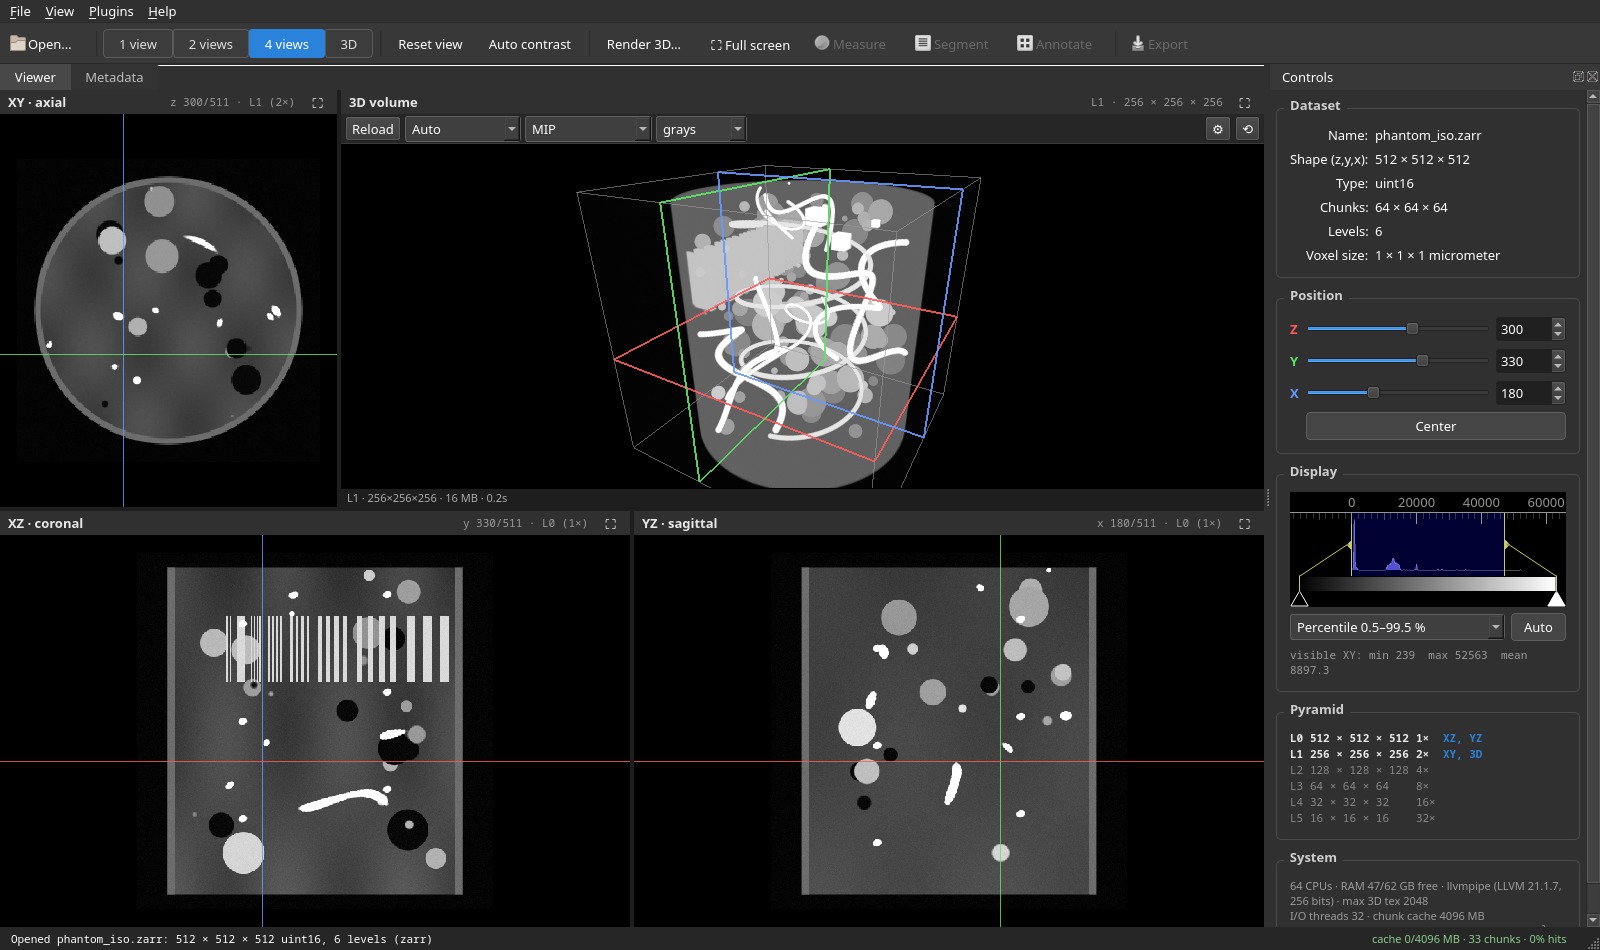 File View Plugins Help
Open... 1 view 2 views 4 views 3D Reset view Auto contrast Render 3D... Full screen Measure Segment Annotate Export
Viewer Metadata
XY · axial z 300/511 · L1 (2×)
3D volume L1 · 256 × 256 × 256
Reload Auto MIP grays
L1 · 256×256×256 · 16 MB · 0.2s
XZ · coronal y 330/511 · L0 (1×)
YZ · sagittal x 180/511 · L0 (1×)
Controls
Dataset
Name: phantom_iso.zarr
Shape (z,y,x): 512 × 512 × 512
Type: uint16
Chunks: 64 × 64 × 64
Levels: 6
Voxel size: 1 × 1 × 1 micrometer
Position
Z 300
Y 330
X 180
Center
Display
0 20000 40000 60000
Percentile 0.5–99.5 % Auto
visible XY: min 239 max 52563 mean
8897.3
Pyramid
L0 512 × 512 × 512 1× XZ, YZ
L1 256 × 256 × 256 2× XY, 3D
L2 128 × 128 × 128 4×
L3 64 × 64 × 64 8×
L4 32 × 32 × 32 16×
L5 16 × 16 × 16 32×
System
64 CPUs · RAM 47/62 GB free · llvmpipe (LLVM 21.1.7,
256 bits) · max 3D tex 2048
I/O threads 32 · chunk cache 4096 MB
Opened phantom_iso.zarr: 512 × 512 × 512 uint16, 6 levels (zarr)
cache 0/4096 MB · 33 chunks · 0% hits